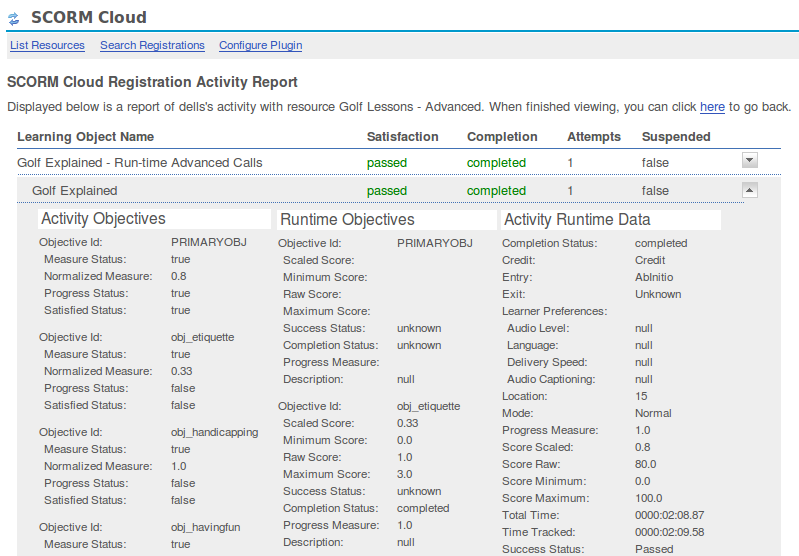 SCORM Cloud
List Resources Search Registrations Configure Plugin
SCORM Cloud Registration Activity Report
Displayed below is a report of dells's activity with resource Golf Lessons - Advanced. When finished viewing, you can click here to go back.
Learning Object Name Satisfaction Completion Attempts Suspended
Golf Explained - Run-time Advanced Calls passed completed 1 false
Golf Explained passed completed 1 false
Activity Objectives
Objective Id: PRIMARYOBJ
Measure Status: true
Normalized Measure: 0.8
Progress Status: true
Satisfied Status: true
Objective Id: obj_etiquette
Measure Status: true
Normalized Measure: 0.33
Progress Status: false
Satisfied Status: false
Objective Id: obj_handicapping
Measure Status: true
Normalized Measure: 1.0
Progress Status: false
Satisfied Status: false
Objective Id: obj_havingfun
Measure Status: true
Runtime Objectives
Objective Id: PRIMARYOBJ
Scaled Score:
Minimum Score:
Raw Score:
Maximum Score:
Success Status: unknown
Completion Status: unknown
Progress Measure:
Description: null
Objective Id: obj_etiquette
Scaled Score: 0.33
Minimum Score: 0.0
Raw Score: 1.0
Maximum Score: 3.0
Success Status: unknown
Completion Status: completed
Progress Measure: 1.0
Description: null
Activity Runtime Data
Completion Status: completed
Credit: Credit
Entry: AbInitio
Exit: Unknown
Learner Preferences:
Audio Level: null
Language: null
Delivery Speed: null
Audio Captioning: null
Location: 15
Mode: Normal
Progress Measure: 1.0
Score Scaled: 0.8
Score Raw: 80.0
Score Minimum: 0.0
Score Maximum: 100.0
Total Time: 0000:02:08.87
Time Tracked: 0000:02:09.58
Success Status: Passed